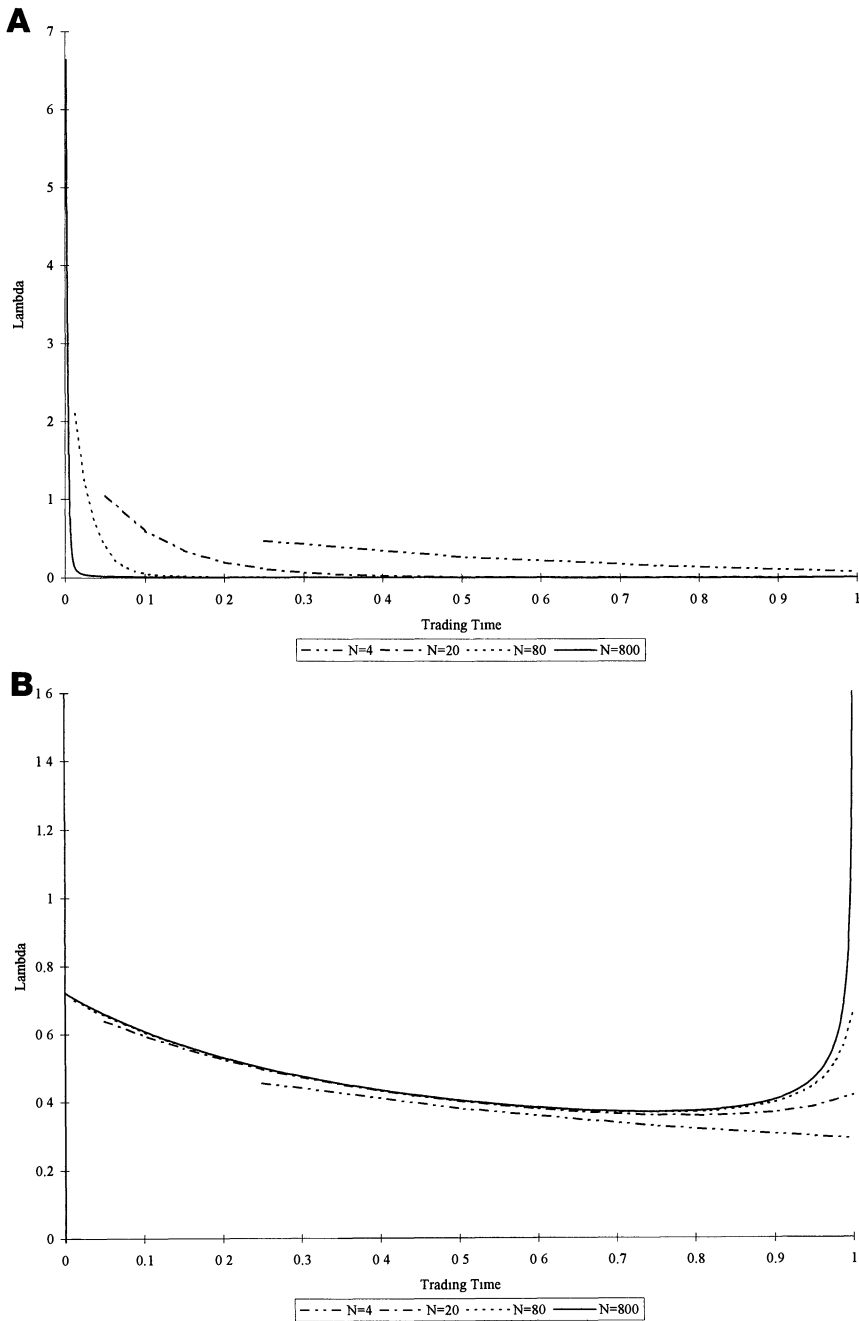 A
7
6
5
4
3
2
1
0
Lambda
0 0 1 0 2 0 3 0 4 0 5 0 6 0 7 0 8 0 9 1
Trading Time
N=4 N=20 N=80 N=800
B
1 6
1 4
1.2
1
0.8
0 6
0 4
0.2
0
Lambda
0 0.1 0 2 0.3 0 4 0 5 0 6 0.7 0 8 0.9 1
Trading Time
N=4 N=20 N=80 N=800